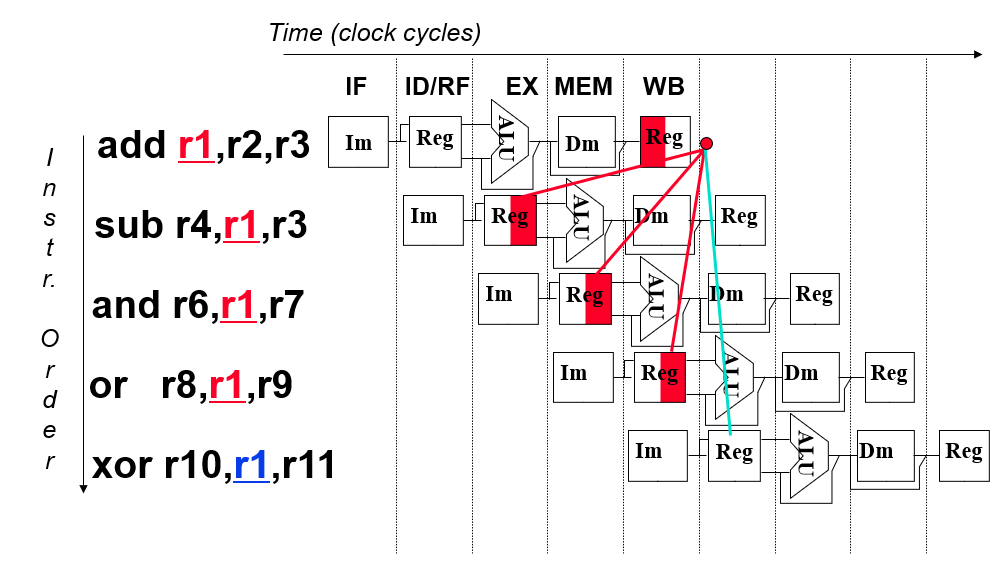 Time (clock cycles)
IF ID/RF EX MEM WB
Instr. Order
add r1,r2,r3
Im Reg ALU Dm Reg
sub r4,r1,r3
Im Reg ALU Dm Reg
and r6,r1,r7
Im Reg ALU Dm Reg
or r8,r1,r9
Im Reg ALU Dm Reg
xor r10,r1,r11
Im Reg ALU Dm Reg